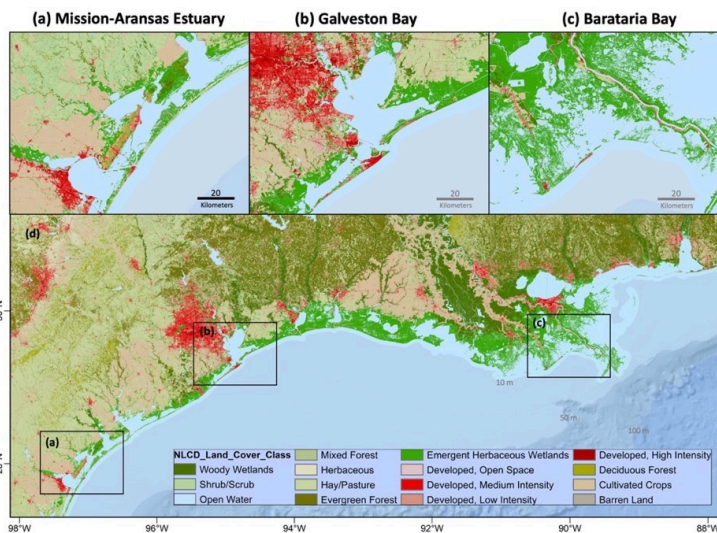 (a) Mission-Aransas Estuary (b) Galveston Bay (c) Barataria Bay
20 20 20
Kilometers Kilometers Kilometers
(d)
(b)
(c)
10 m
50 m
100 m
(a)
NLCD_Land_Cover_Class
Woody Wetlands
Shrub/Scrub
Open Water
Mixed Forest
Herbaceous
Hay/Pasture
Evergreen Forest
Emergent Herbaceous Wetlands
Developed, Open Space
Developed, Medium Intensity
Developed, Low Intensity
Developed, High Intensity
Deciduous Forest
Cultivated Crops
Barren Land
98°W 96°W 94°W 92°W 90°W 88°W